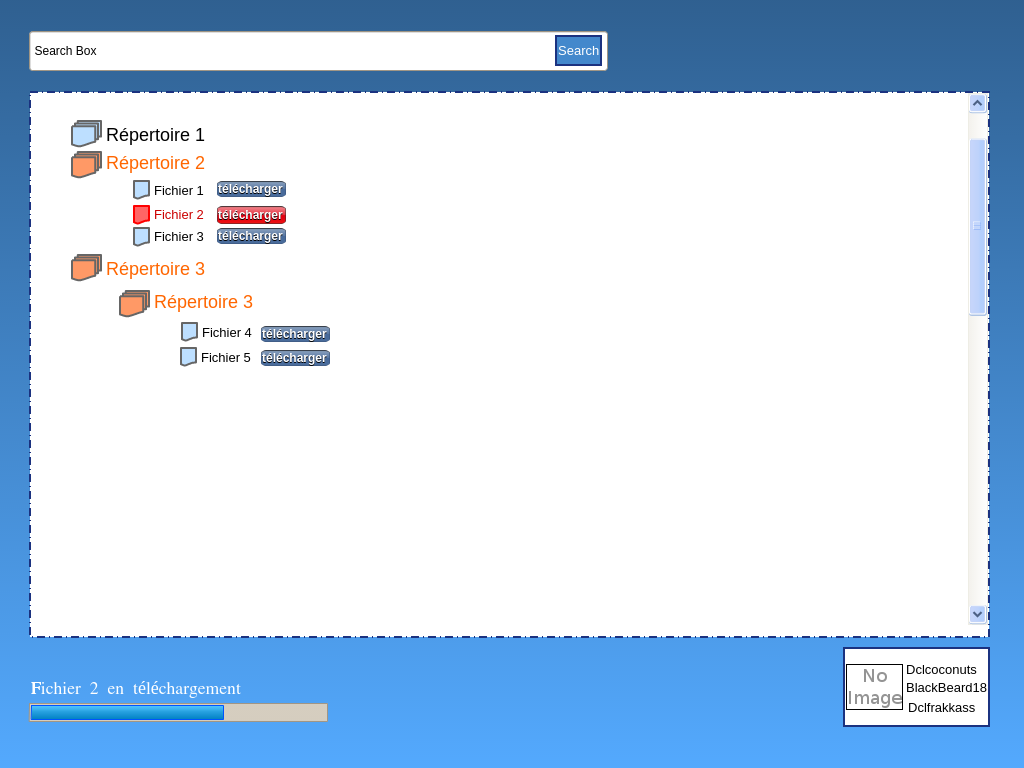 Search Box Search
Répertoire 1
Répertoire 2
Fichier 1 télécharger
Fichier 2 télécharger
Fichier 3 télécharger
Répertoire 3
Répertoire 3
Fichier 4 télécharger
Fichier 5 télécharger
Fichier 2 en téléchargement
No Image
Dclcoconuts
BlackBeard18
Dclfrakkass